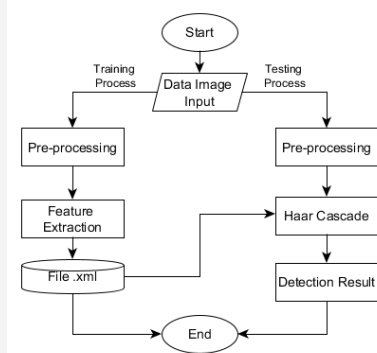 Start
Training
Process
Data Image
Input
Testing
Process
Pre-processing
Pre-processing
Feature
Extraction
Haar Cascade
File .xml
Detection Result
End